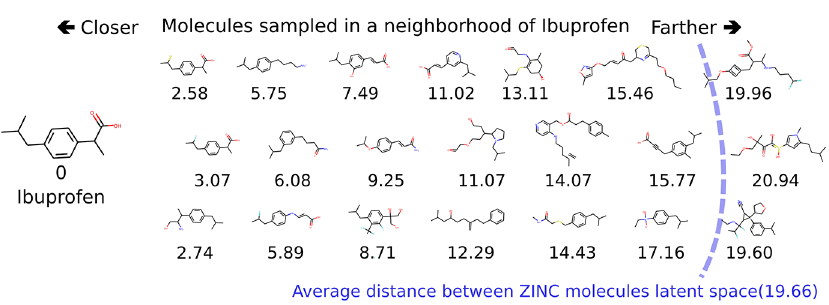 🡸 Closer Molecules sampled in a neighborhood of Ibuprofen Farther 🡺
2.58 5.75 7.49 11.02 13.11 15.46 19.96
0
Ibuprofen
3.07 6.08 9.25 11.07 14.07 15.77 20.94
2.74 5.89 8.71 12.29 14.43 17.16 19.60
Average distance between ZINC molecules latent space(19.66)